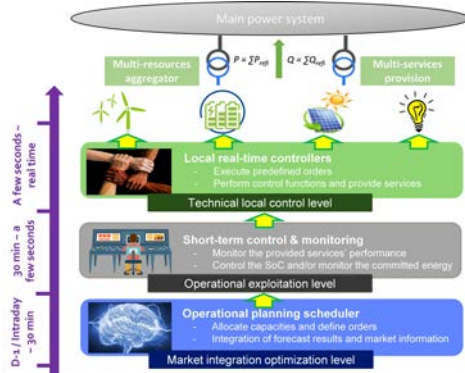 Main power system
Multi-resources
aggregator
P = ∑Prefi
Q = ∑Qrefi
Multi-services
provision
A few seconds –
real time
Local real-time controllers
- Execute predefined orders
- Perform control functions and provide services
Technical local control level
30 min – a
few seconds
Short-term control & monitoring
- Monitor the provided services' performance
- Control the SoC and/or monitor the committed energy
Operational exploitation level
D-1 / Intraday
– 30 min
Operational planning scheduler
- Allocate capacities and define orders
- Integration of forecast results and market information
Market integration optimization level